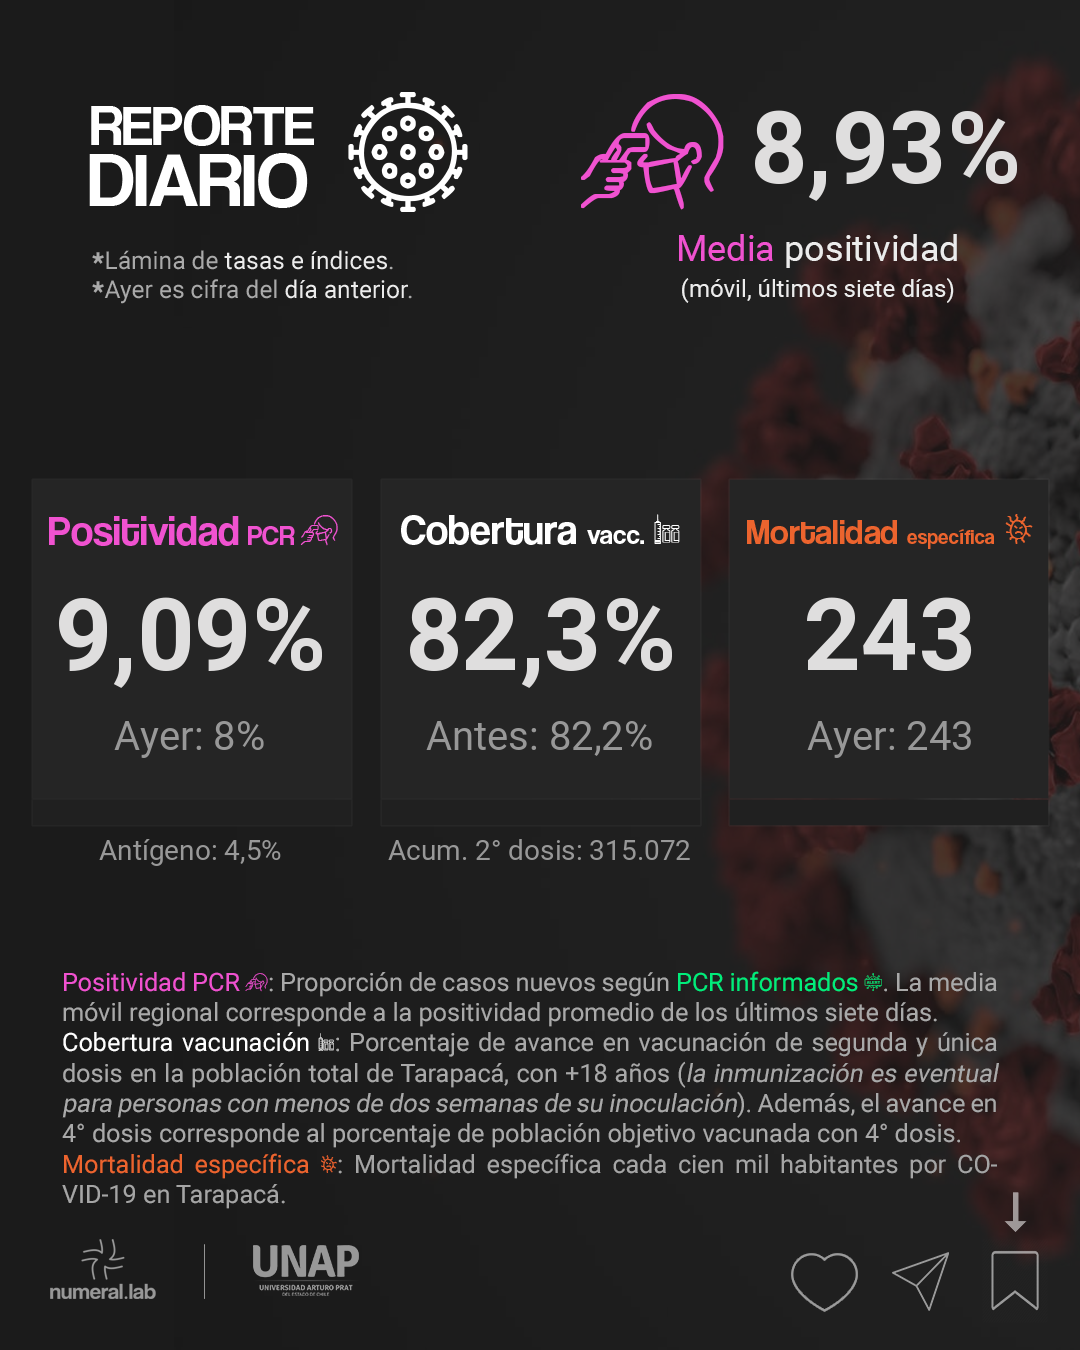 REPORTE
DIARIO
*Lámina de tasas e índices.
*Ayer es cifra del día anterior.
8,93%
Media positividad
(móvil, últimos siete días)
Positividad PCR
9,09%
Ayer: 8%
Antígeno: 4,5%
Cobertura vacc.
82,3%
Antes: 82,2%
Acum. 2° dosis: 315.072
Mortalidad específica
243
Ayer: 243
Positividad PCR : Proporción de casos nuevos según PCR informados . La media
móvil regional corresponde a la positividad promedio de los últimos siete días.
Cobertura vacunación : Porcentaje de avance en vacunación de segunda y única
dosis en la población total de Tarapacá, con +18 años (la inmunización es eventual
para personas con menos de dos semanas de su inoculación). Además, el avance en
4° dosis corresponde al porcentaje de población objetivo vacunada con 4° dosis.
Mortalidad específica : Mortalidad específica cada cien mil habitantes por CO-
VID-19 en Tarapacá.
numeral.lab
UNAP
UNIVERSIDAD ARTURO PRAT
DEL ESTADO DE CHILE